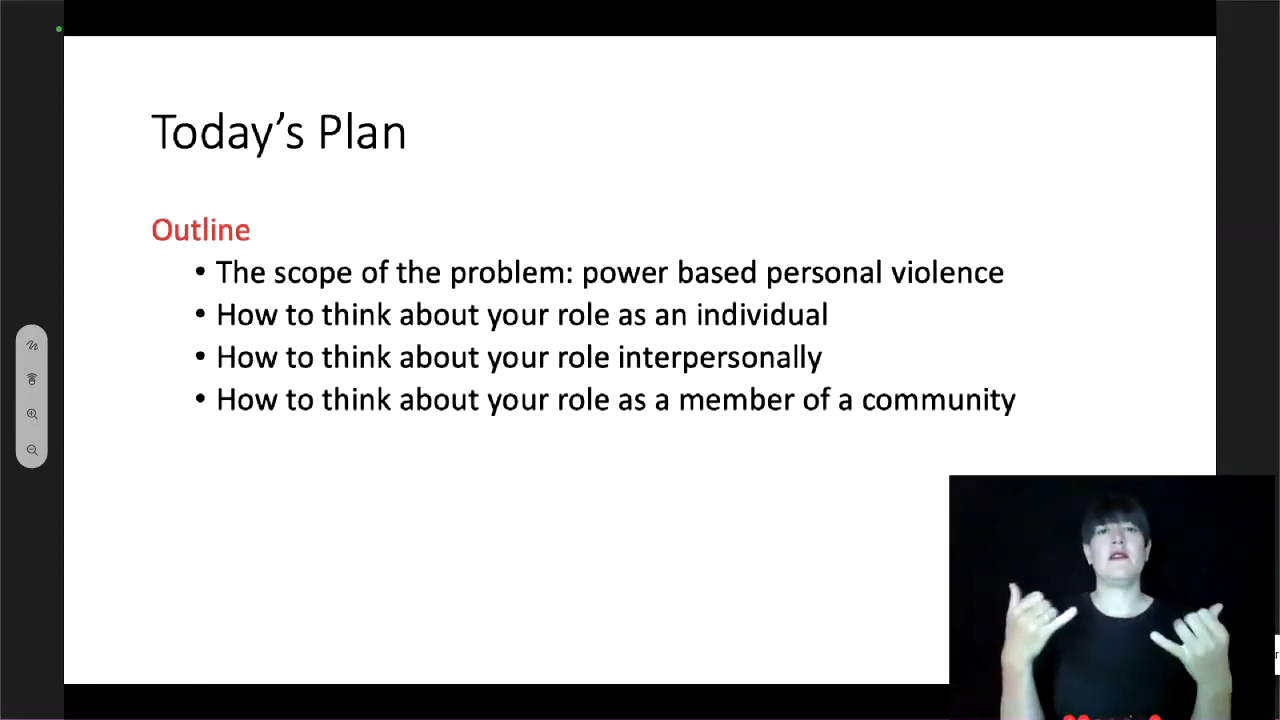 Today’s Plan
Outline
• The scope of the problem: power based personal violence
• How to think about your role as an individual
• How to think about your role interpersonally
• How to think about your role as a member of a community